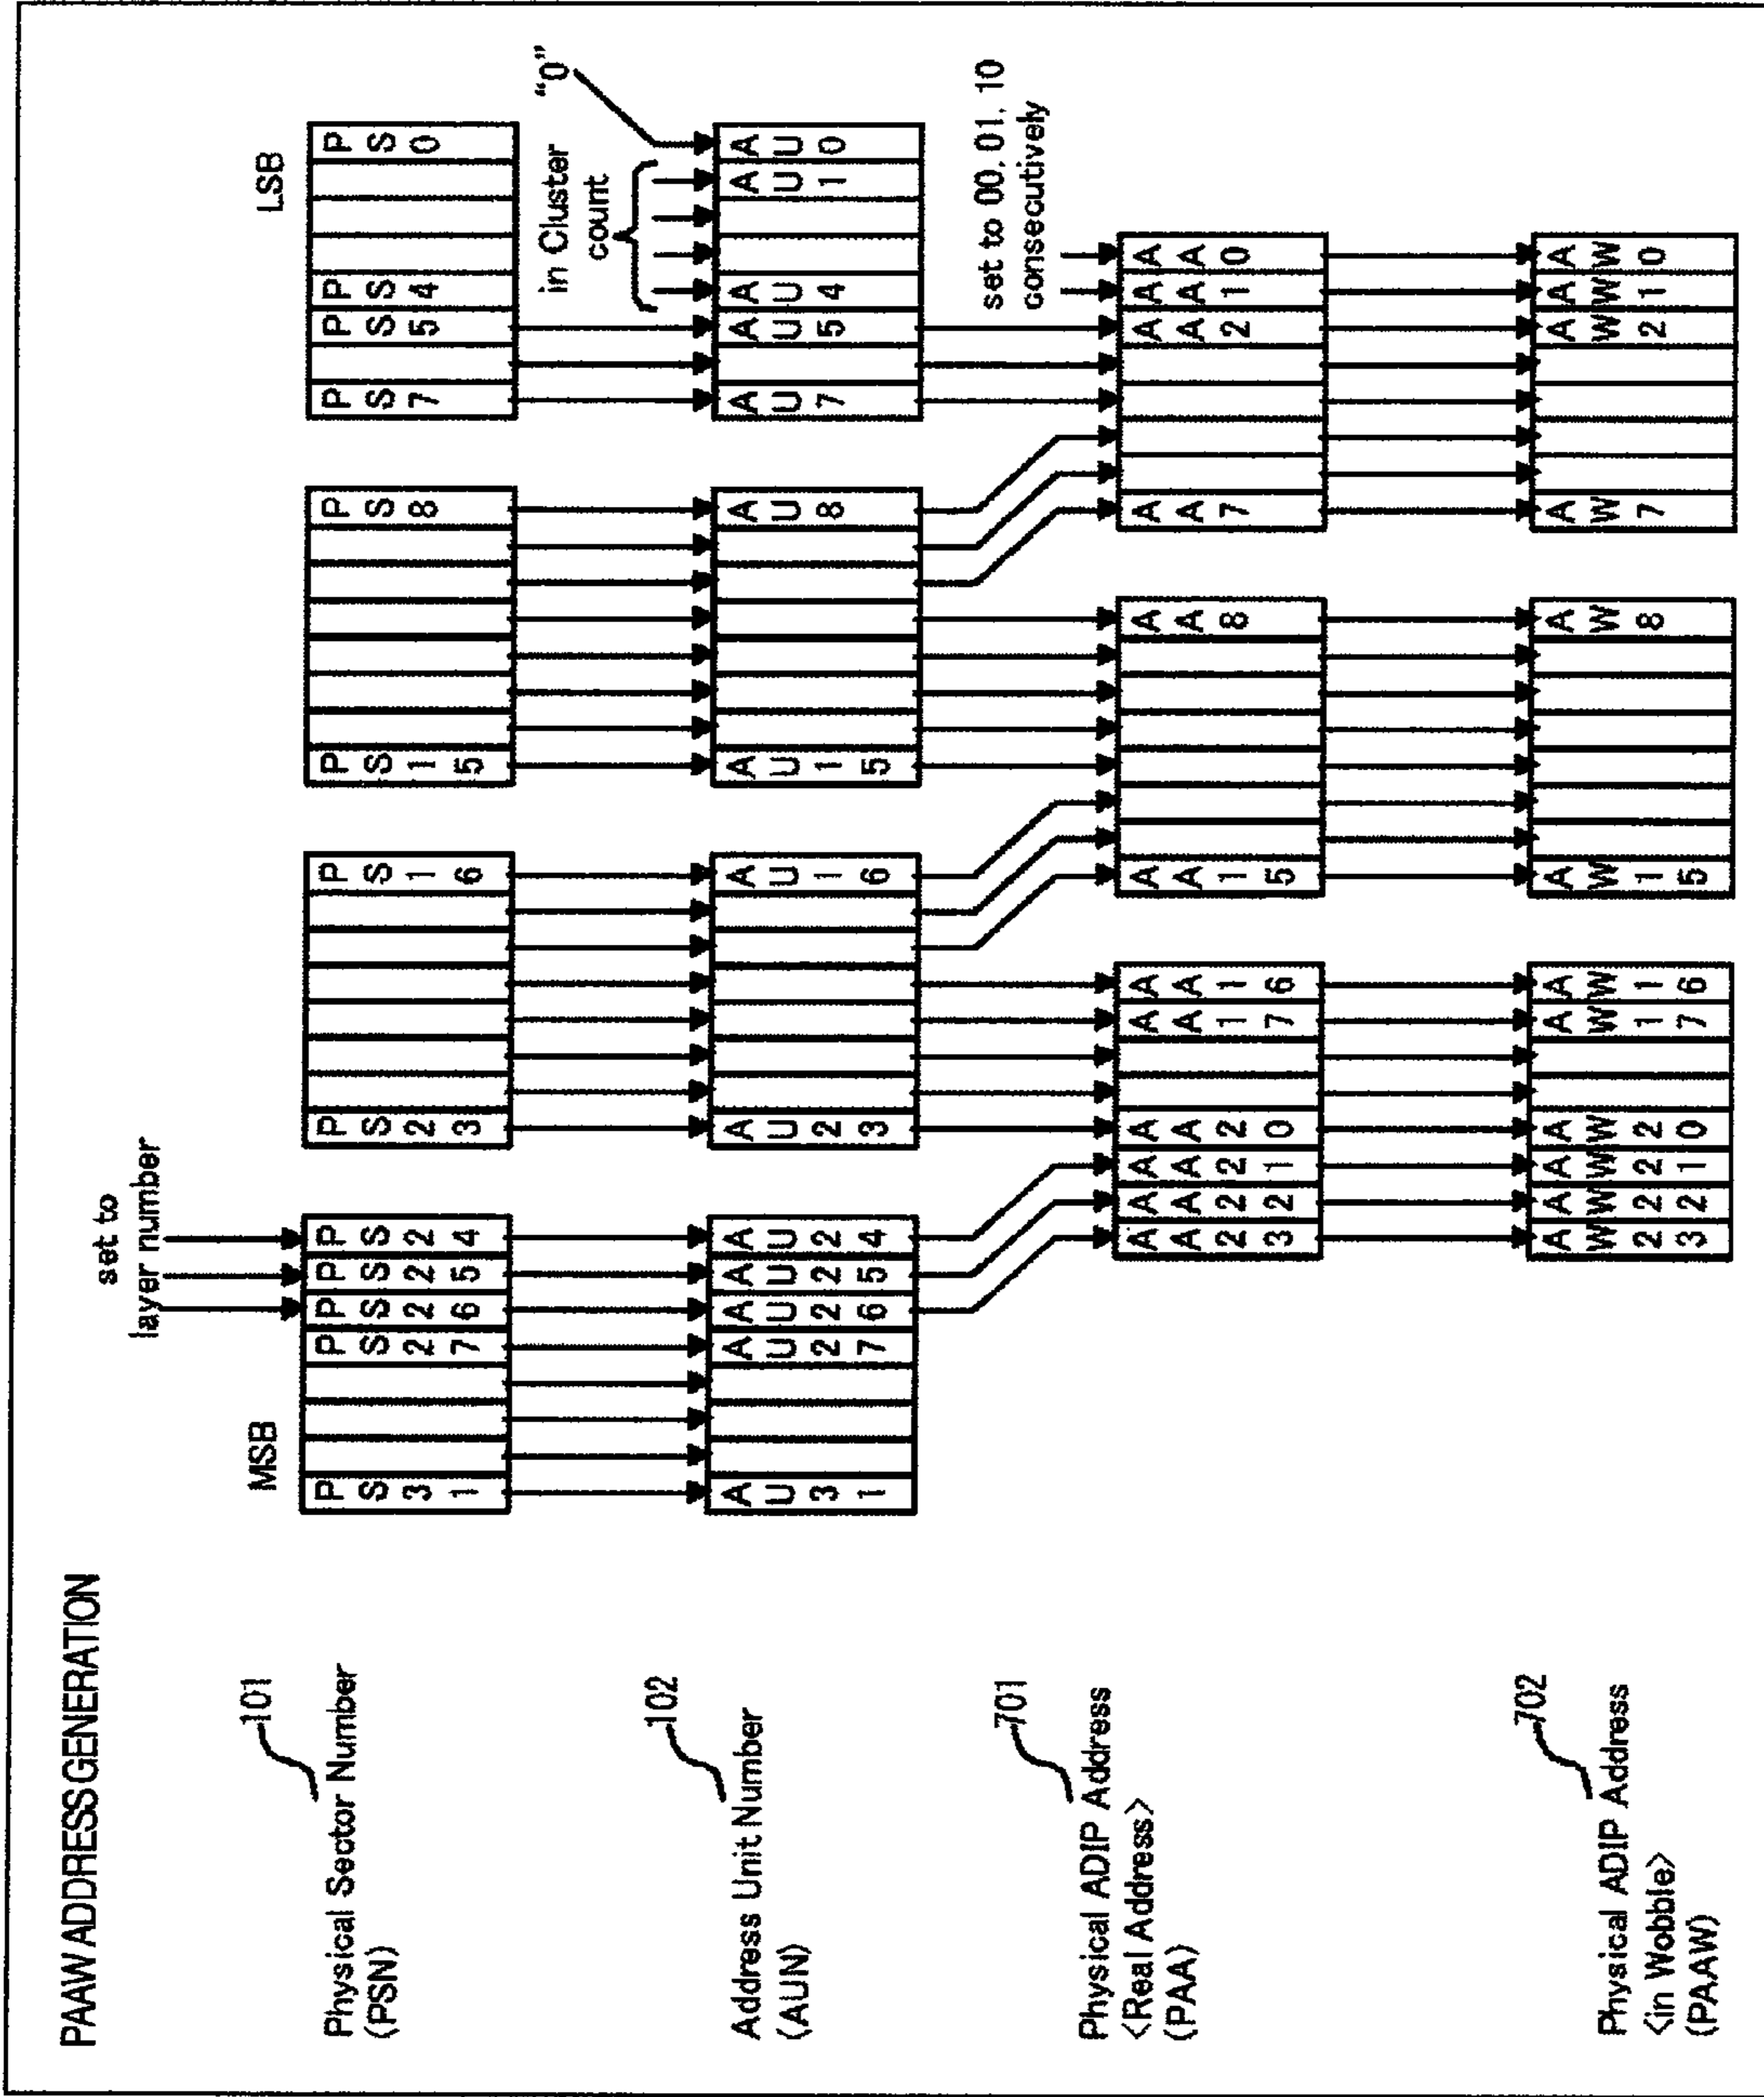 PAAW ADDRESS GENERATION
set to
layer number
MSB
LSB
101
Physical Sector Number
(PSN)
PS31 PS27 PS26 PS25 PS24 PS23 PS16 PS15 PS8 PS7 PS5 PS4 PS0
in Cluster
count
"0"
102
Address Unit Number
(AUN)
AU31 AU27 AU26 AU25 AU24 AU23 AU16 AU15 AU8 AU7 AU5 AU4 AU1 AU0
set to 00, 01, 10
consecutively
701
Physical ADIP Address
<Real Address>
(PAA)
AA23 AA22 AA21 AA20 AA17 AA16 AA15 AA8 AA7 AA2 AA1 AA0
702
Physical ADIP Address
<in Wobble>
(PAAW)
AW23 AW22 AW21 AW20 AW17 AW16 AW15 AW8 AW7 AW2 AW1 AW0